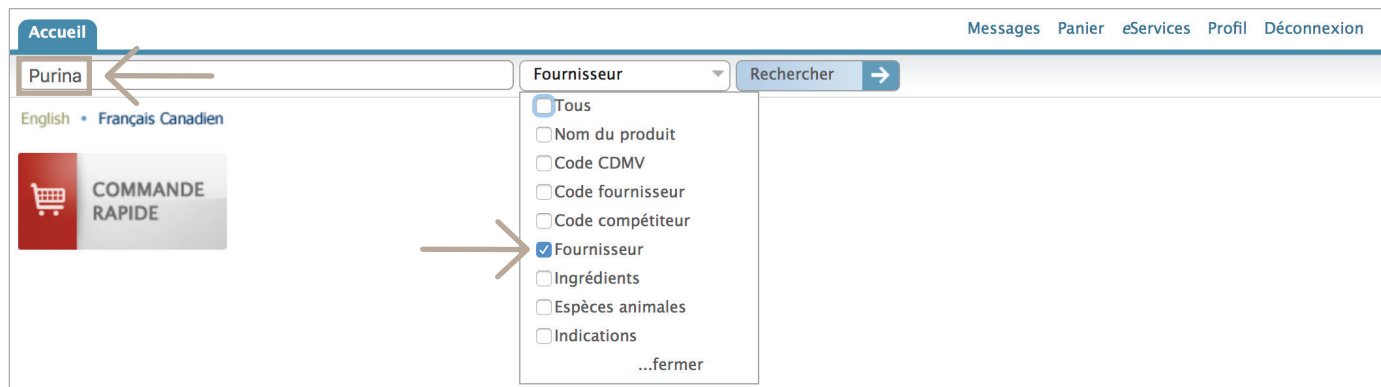 Accueil
Messages Panier eServices Profil Déconnexion
Purina
Fournisseur
Rechercher
English • Français Canadien
Tous
Nom du produit
Code CDMV
Code fournisseur
Code compétiteur
Fournisseur
Ingrédients
Espèces animales
Indications
...fermer
COMMANDE
RAPIDE